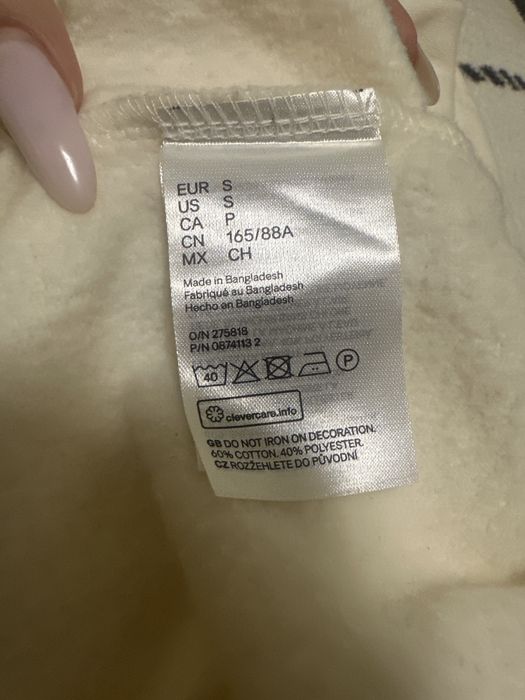 EUR S
US S
CA P
CN 165/88A
MX CH
Made in Bangladesh
Fabriqué au Bangladesh
Hecho en Bangladesh
O/N 275818
P/N 0874113 2
40
P
clevercare.info
GB DO NOT IRON ON DECORATION.
60% COTTON. 40% POLYESTER.
CZ ROZŽEHLETE DO PŮVODNÍ